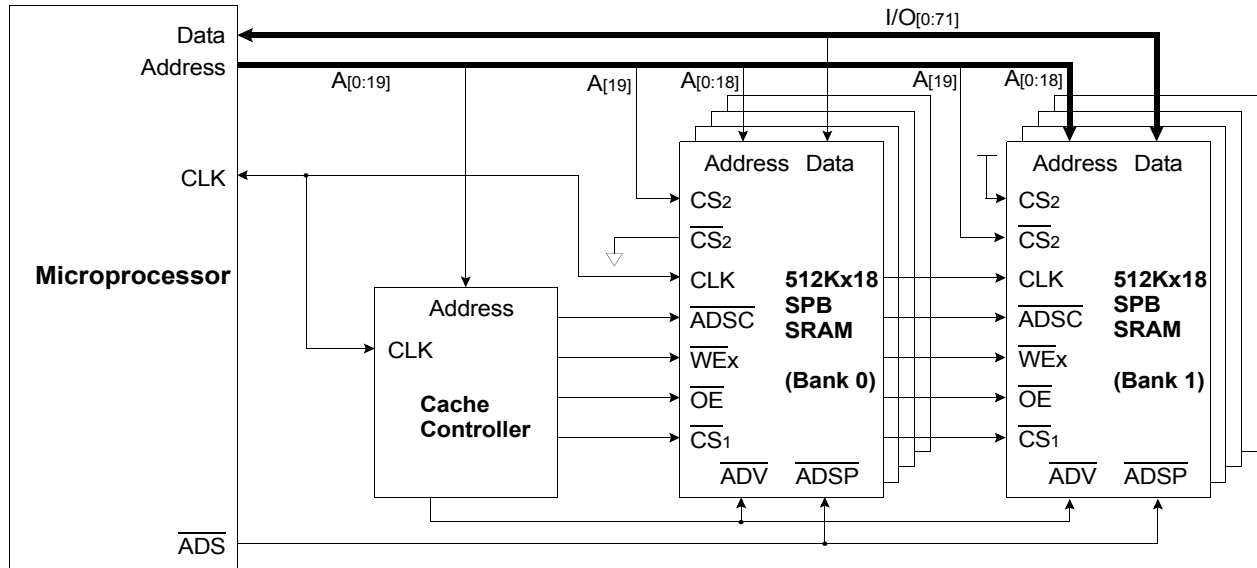 I/O[0:71]
Data
Address
A[0:19]
A[19]
A[0:18]
A[19]
A[0:18]
CLK
Microprocessor
ADS
Address
CLK
Cache
Controller
Address Data
CS2
CS2
CLK
ADSC
WEx
OE
CS1
ADV ADSP
512Kx18
SPB
SRAM
(Bank 0)
Address Data
CS2
CS2
CLK
ADSC
WEx
OE
CS1
ADV ADSP
512Kx18
SPB
SRAM
(Bank 1)